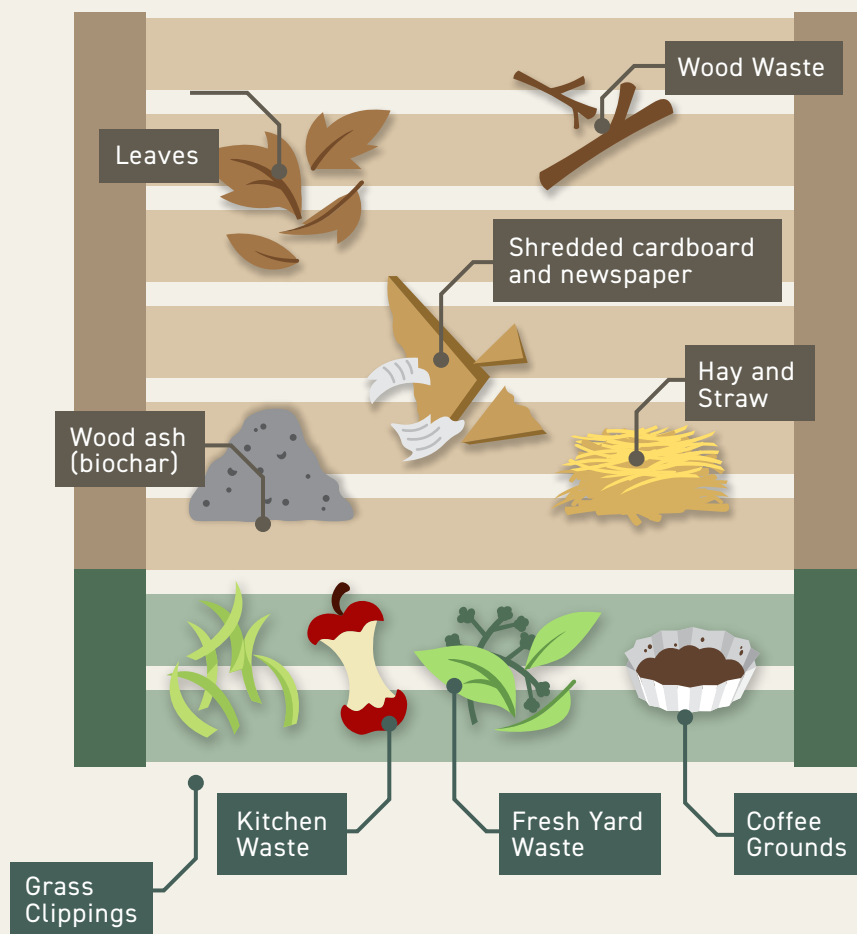 Wood Waste
Leaves
Shredded cardboard
and newspaper
Hay and
Straw
Wood ash
(biochar)
Kitchen
Waste
Fresh Yard
Waste
Coffee
Grounds
Grass
Clippings